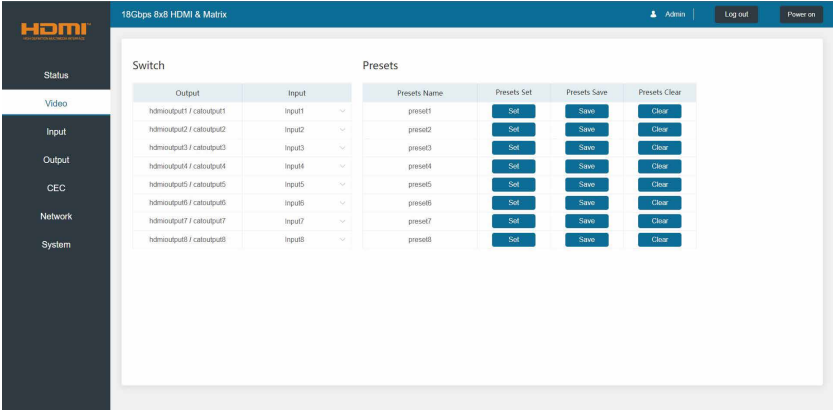 HDMI
18Gbps 8x8 HDMI & Matrix
Admin
Log out
Power on
Status
Video
Input
Output
CEC
Network
System
Switch
Output Input
hdmioutput1 / catoutput1 Input1
hdmioutput2 / catoutput2 Input2
hdmioutput3 / catoutput3 Input3
hdmioutput4 / catoutput4 Input4
hdmioutput5 / catoutput5 Input5
hdmioutput6 / catoutput6 Input6
hdmioutput7 / catoutput7 Input7
hdmioutput8 / catoutput8 Input8
Presets
Presets Name Presets Set Presets Save Presets Clear
preset1 Set Save Clear
preset2 Set Save Clear
preset3 Set Save Clear
preset4 Set Save Clear
preset5 Set Save Clear
preset6 Set Save Clear
preset7 Set Save Clear
preset8 Set Save Clear